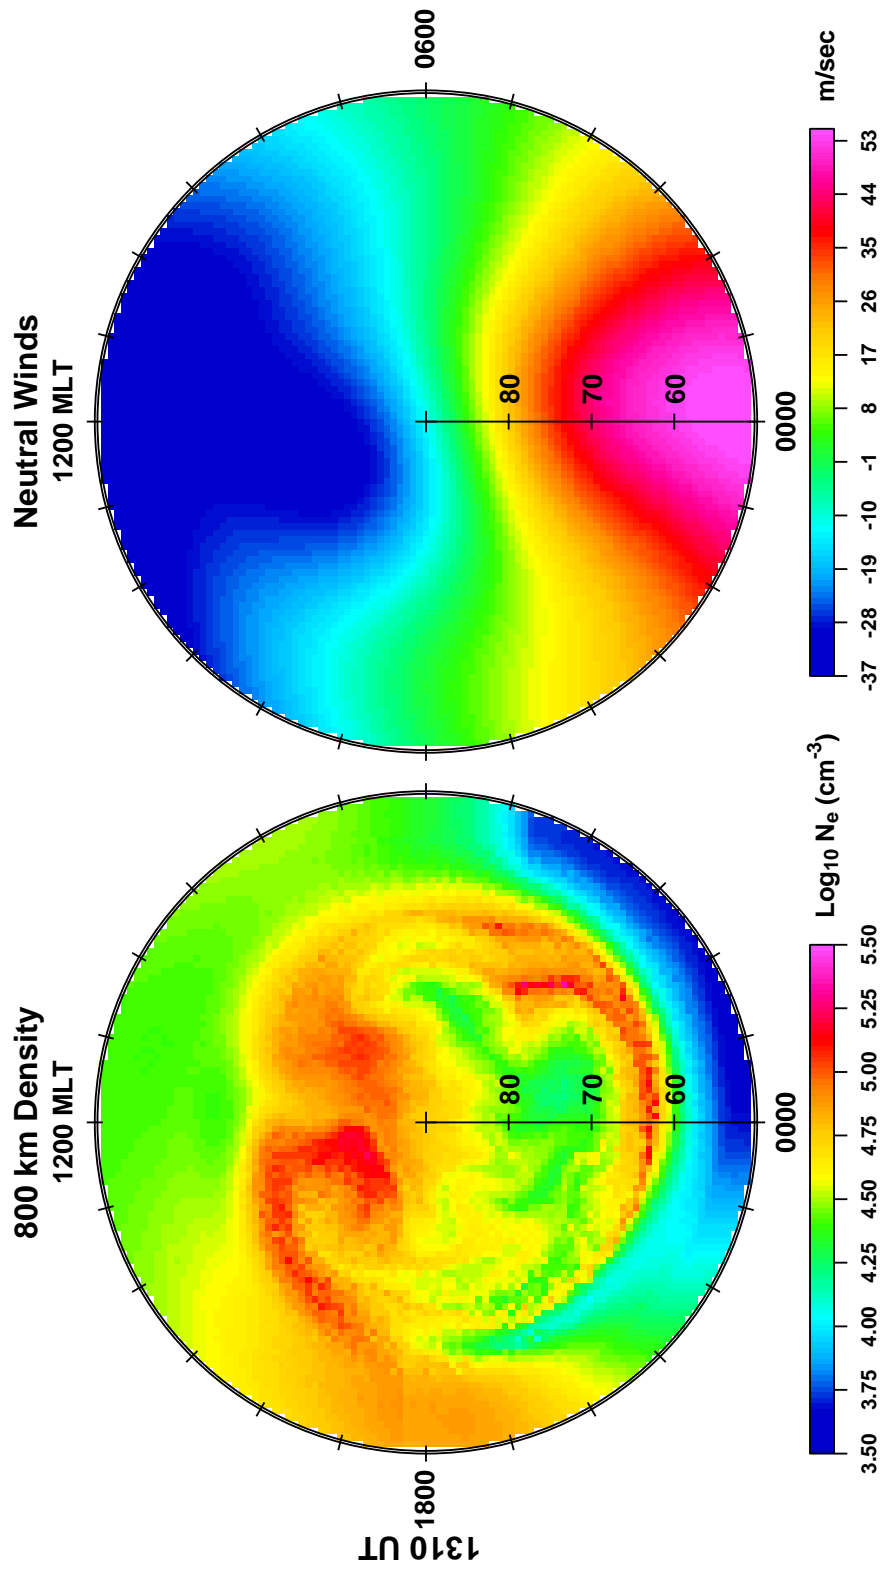 800 km Density
1200 MLT
80
70
60
0000
1310 UT
1800
Log10 Ne (cm-3)
3.50 3.75 4.00 4.25 4.50 4.75 5.00 5.25 5.50
Neutral Winds
1200 MLT
0600
80
70
60
0000
m/sec
-37 -28 -19 -10 -1 8 17 26 35 44 53